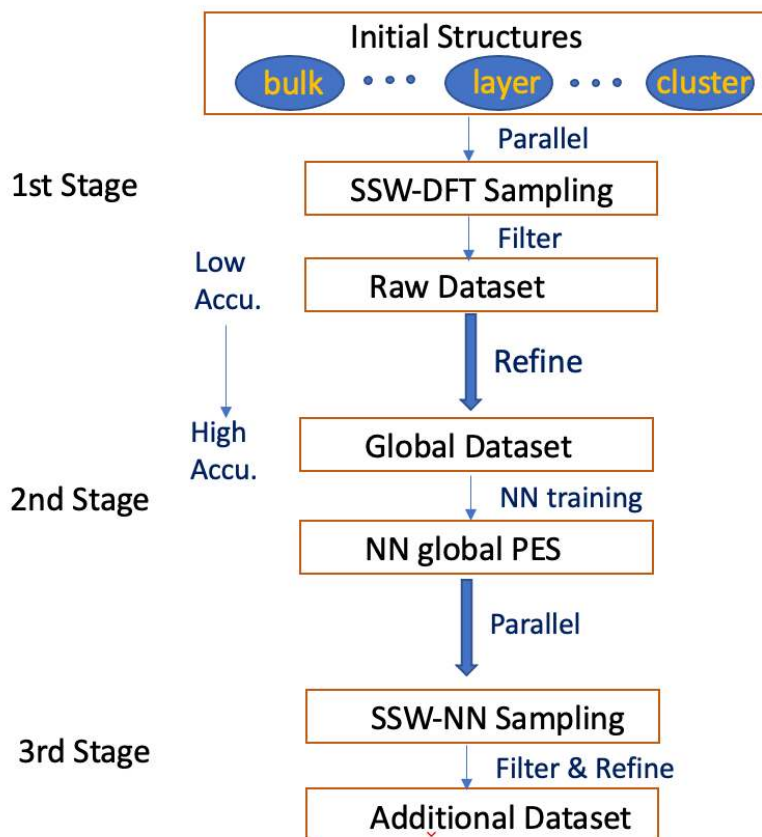 Initial Structures
bulk ... layer ... cluster
Parallel
1st Stage
SSW-DFT Sampling
Filter
Low
Accu.
Raw Dataset
Refine
High
Accu.
Global Dataset
2nd Stage
NN training
NN global PES
Parallel
SSW-NN Sampling
3rd Stage
Filter & Refine
Additional Dataset